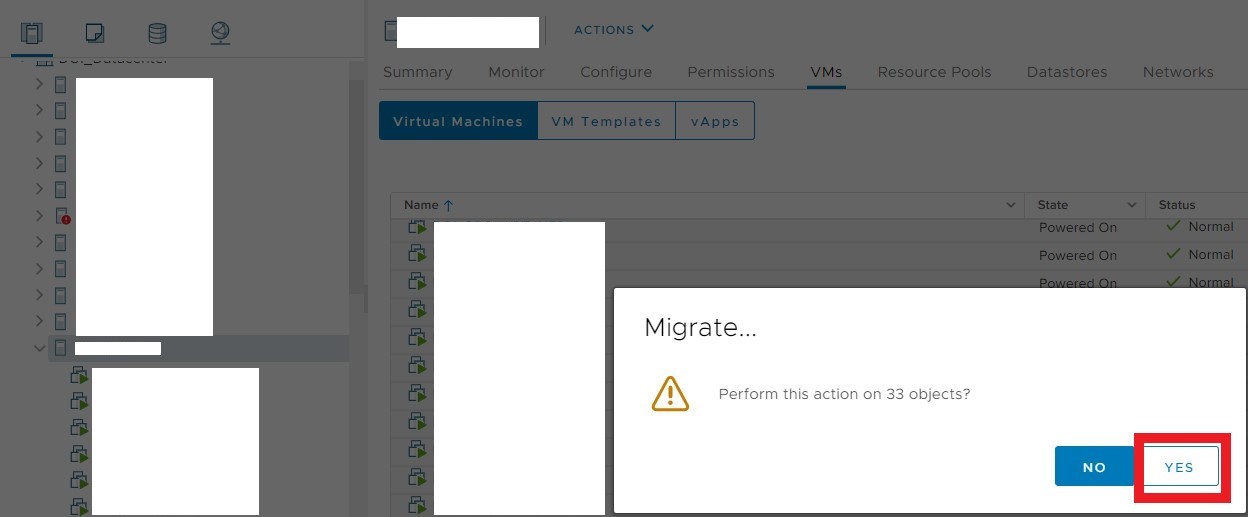 ACTIONS
Summary Monitor Configure Permissions VMs Resource Pools Datastores Networks
Virtual Machines VM Templates vApps
Name State Status
Powered On Normal
Powered On Normal
Powered On Normal
Migrate...
Perform this action on 33 objects?
NO YES